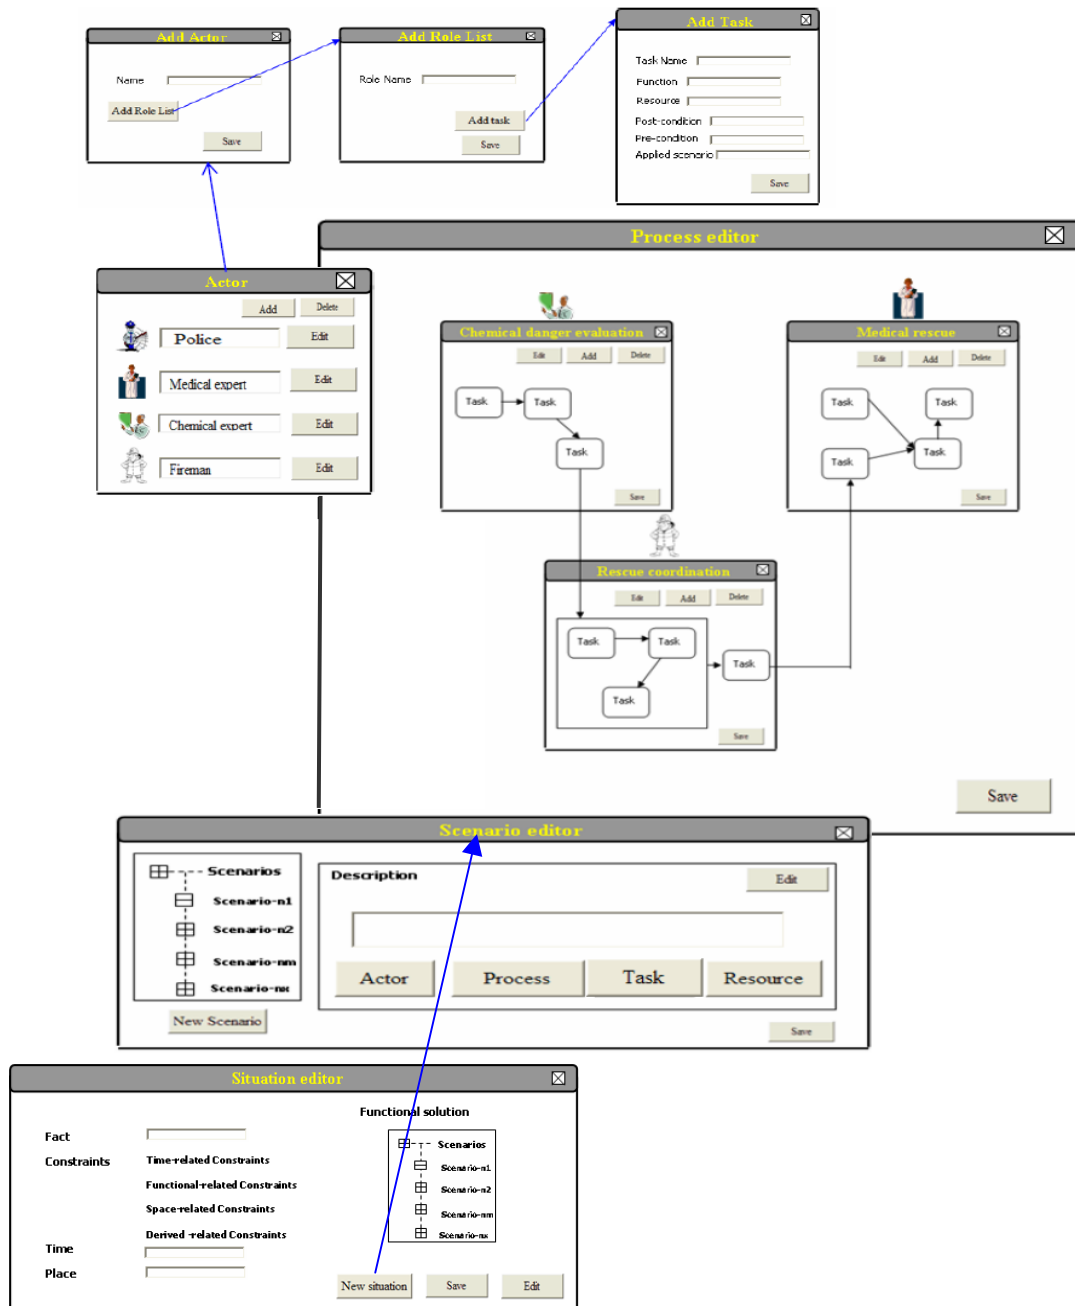 Add Actor
Name
Add Role List
Save
Add Role List
Role Name
Add task
Save
Add Task
Task Name
Function
Resource
Post-condition
Pre-condition
Applied scenario
Save
Process editor
Actor
Add Delete
Police Edit
Medical expert Edit
Chemical expert Edit
Fireman Edit
Chemical danger evaluation
Edit Add Delete
Task Task
Task
Save
Medical rescue
Edit Add Delete
Task Task
Task Task
Save
Rescue coordination
Edit Add Delete
Task Task Task
Task
Save
Save
Scenario editor
Scenarios
Scenario-n1
Scenario-n2
Scenario-nm
Scenario-nx
New Scenario
Description Edit
Actor Process Task Resource
Save
Situation editor
Functional solution
Fact
Constraints Time-related Constraints
Functional-related Constraints
Space-related Constraints
Derived -related Constraints
Time
Place
Scenarios
Scenario-n1
Scenario-n2
Scenario-nm
Scenario-nx
New situation Save Edit